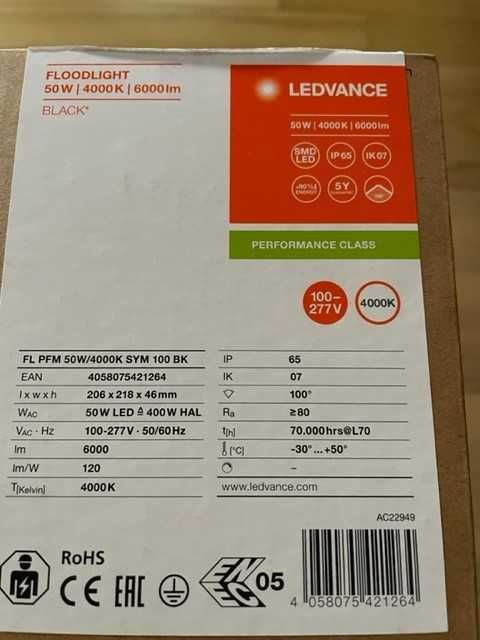 FLOODLIGHT
50W | 4000K | 6000lm
BLACK*
LEDVANCE
50W | 4000K | 6000lm
SMD LED
IP65
IK07
ENERGY
5Y
PERFORMANCE CLASS
100–
277V
4000K
FL PFM 50W/4000K SYM 100 BK
EAN 4058075421264
l x w x h 206 x 218 x 46mm
WAC 50W LED ≙ 400W HAL
VAC · Hz 100-277V · 50/60Hz
lm 6000
lm/W 120
T[Kelvin] 4000K
IP 65
IK 07
100°
Ra ≥80
t[h] 70.000hrs@L70
[°C] -30°...+50°
–
www.ledvance.com
AC22949
RoHS
CE EAC
ENEC 05
4 058075 421264